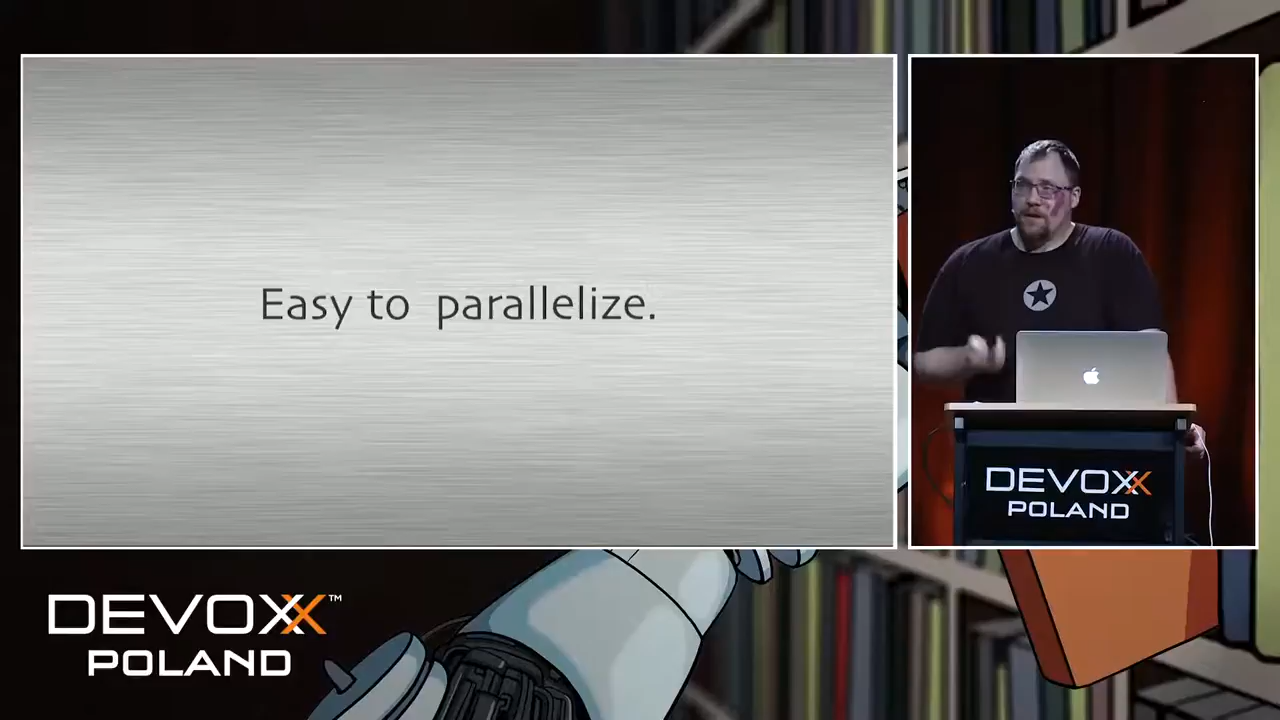 Easy to parallelize.
DEVOXX
POLAND
DEVOXX™
POLAND